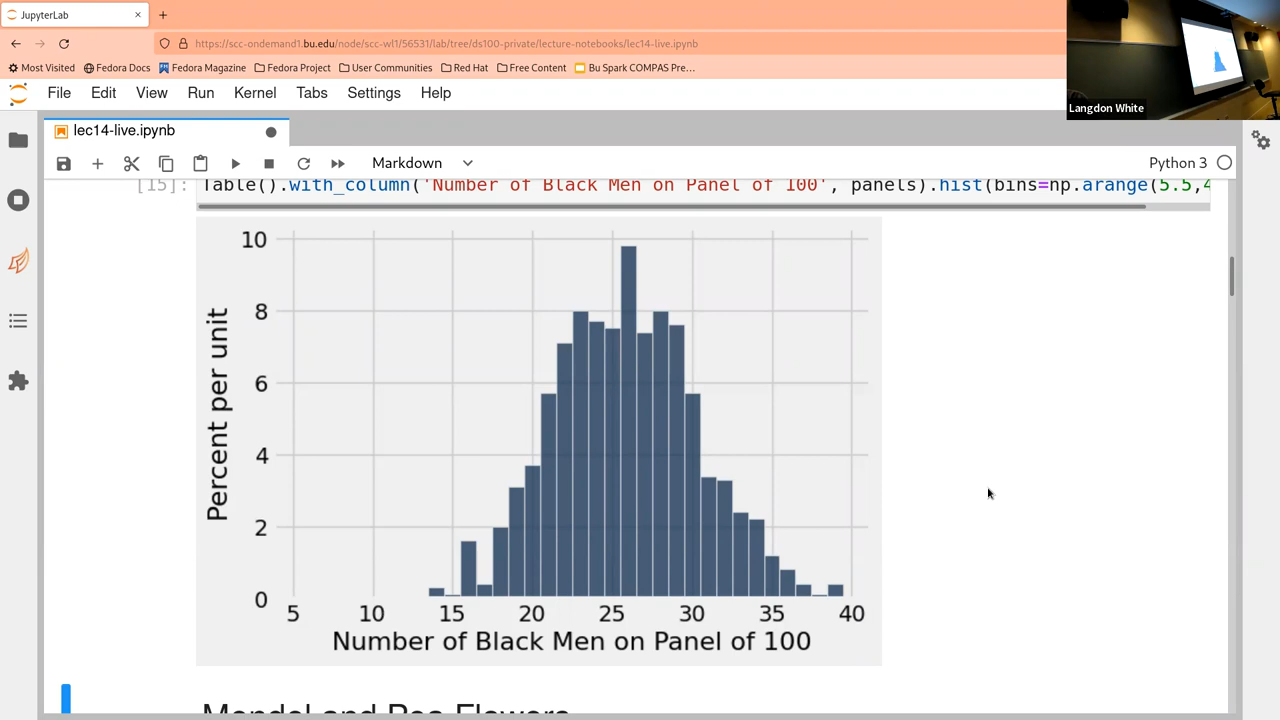 JupyterLab
https://scc-ondemand1.bu.edu/node/scc-wl1/56531/lab/tree/ds100-private/lecture-notebooks/lec14-live.ipynb
Most Visited Fedora Docs Fedora Magazine Fedora Project User Communities Red Hat Free Content Bu Spark COMPAS Pre…
Langdon White
File Edit View Run Kernel Tabs Settings Help
lec14-live.ipynb
Markdown Python 3
[15]: Table().with_column('Number of Black Men on Panel of 100', panels).hist(bins=np.arange(5.5,4
10
8
6
4
2
0
Percent per unit
5 10 15 20 25 30 35 40
Number of Black Men on Panel of 100
Mendel and Pea Flowers